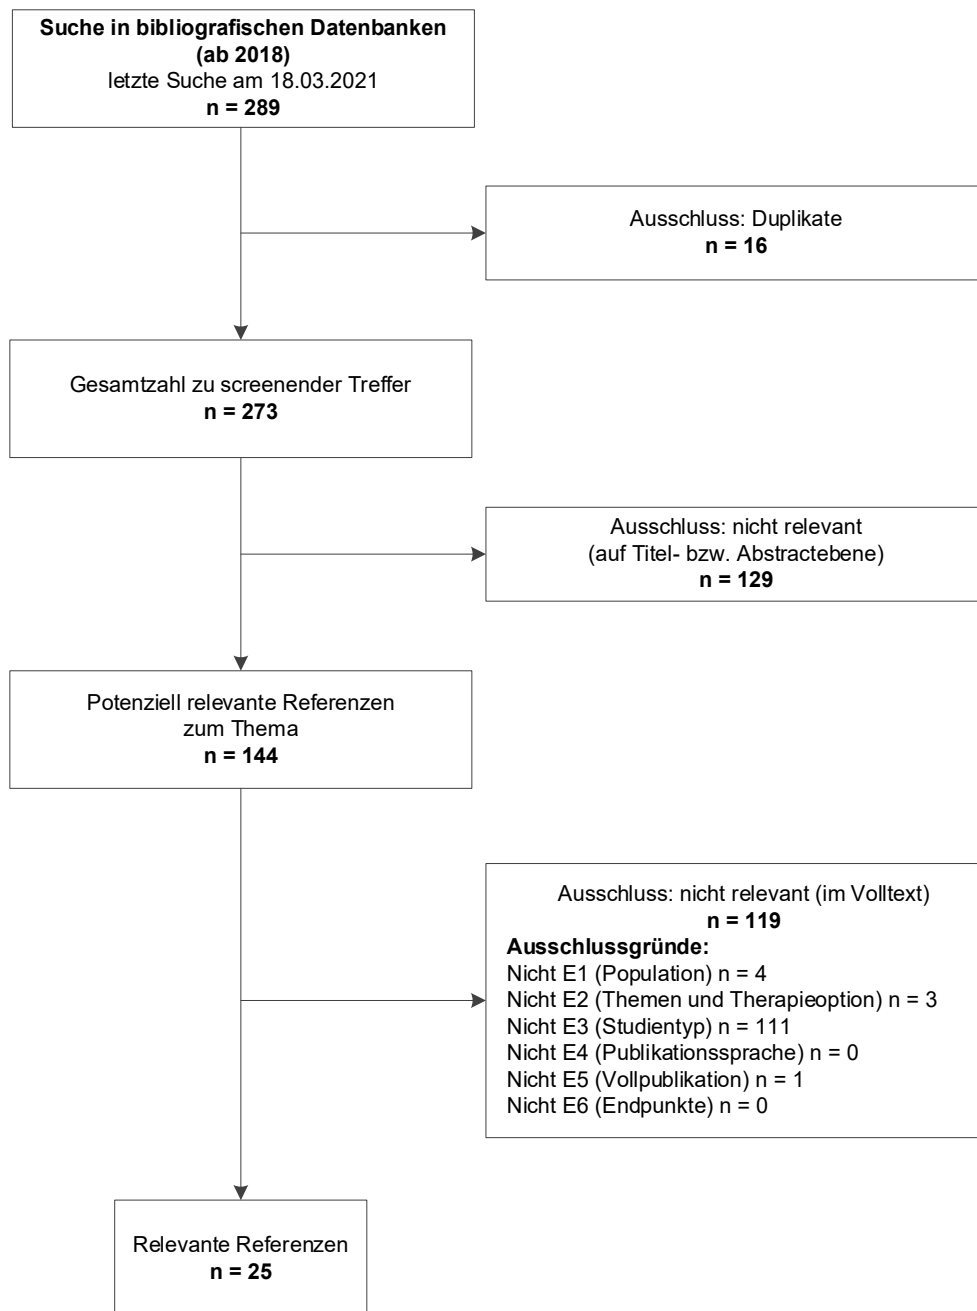 Suche in bibliografischen Datenbanken
(ab 2018)
letzte Suche am 18.03.2021
n = 289
Ausschluss: Duplikate
n = 16
Gesamtzahl zu screenender Treffer
n = 273
Ausschluss: nicht relevant
(auf Titel- bzw. Abstractebene)
n = 129
Potenziell relevante Referenzen
zum Thema
n = 144
Ausschluss: nicht relevant (im Volltext)
n = 119
Ausschlussgründe:
Nicht E1 (Population) n = 4
Nicht E2 (Themen und Therapieoption) n = 3
Nicht E3 (Studientyp) n = 111
Nicht E4 (Publikationssprache) n = 0
Nicht E5 (Vollpublikation) n = 1
Nicht E6 (Endpunkte) n = 0
Relevante Referenzen
n = 25